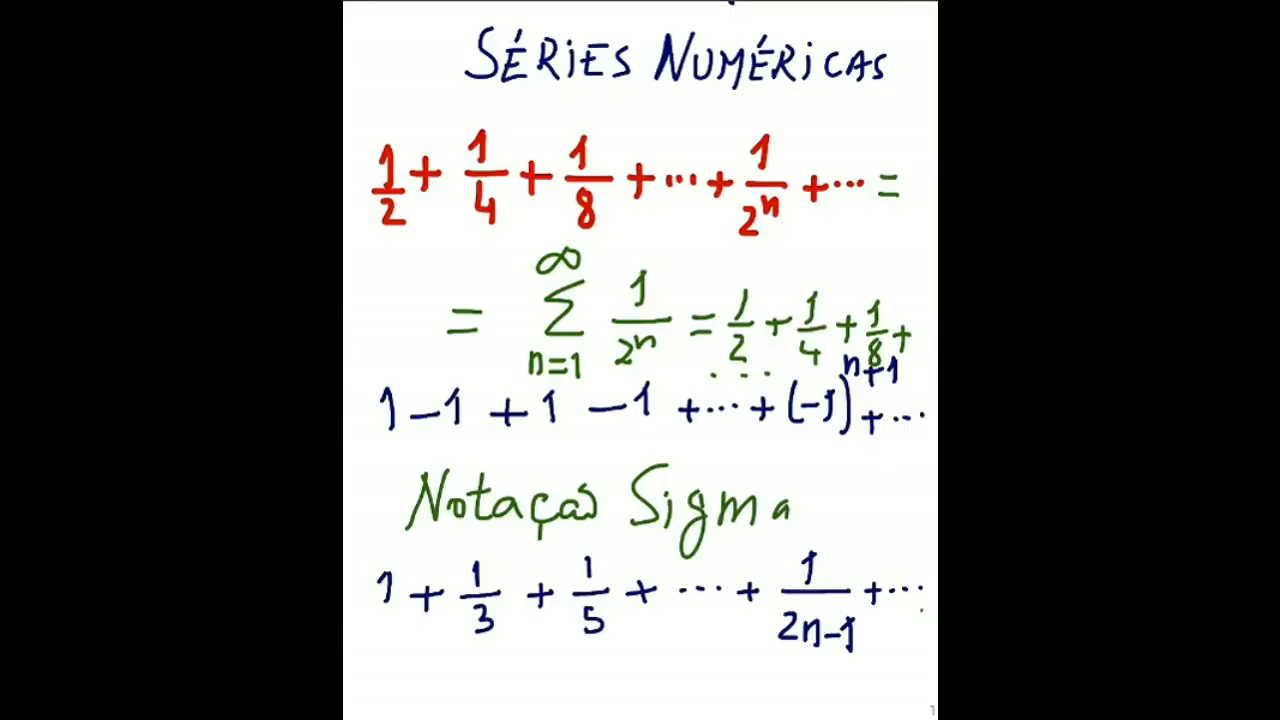 SÉRIES NUMÉRICAS
1/2 + 1/4 + 1/8 + ... + 1/2^n + ... =
= ∞ Σ n=1 1/2^n = 1/2 + 1/4 + 1/8 +
...
1 - 1 + 1 - 1 + ... + (-1)^n+1 + ...
Notação Sigma
1 + 1/3 + 1/5 + ... + 1/2n-1 + ...
1